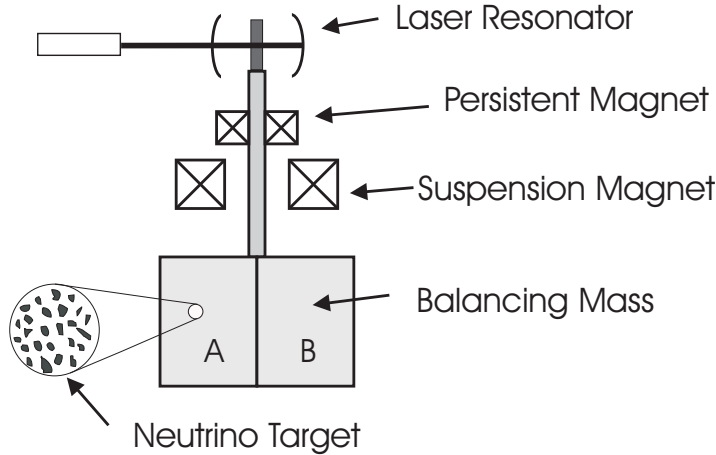 Laser Resonator
Persistent Magnet
Suspension Magnet
Balancing Mass
A
B
Neutrino Target